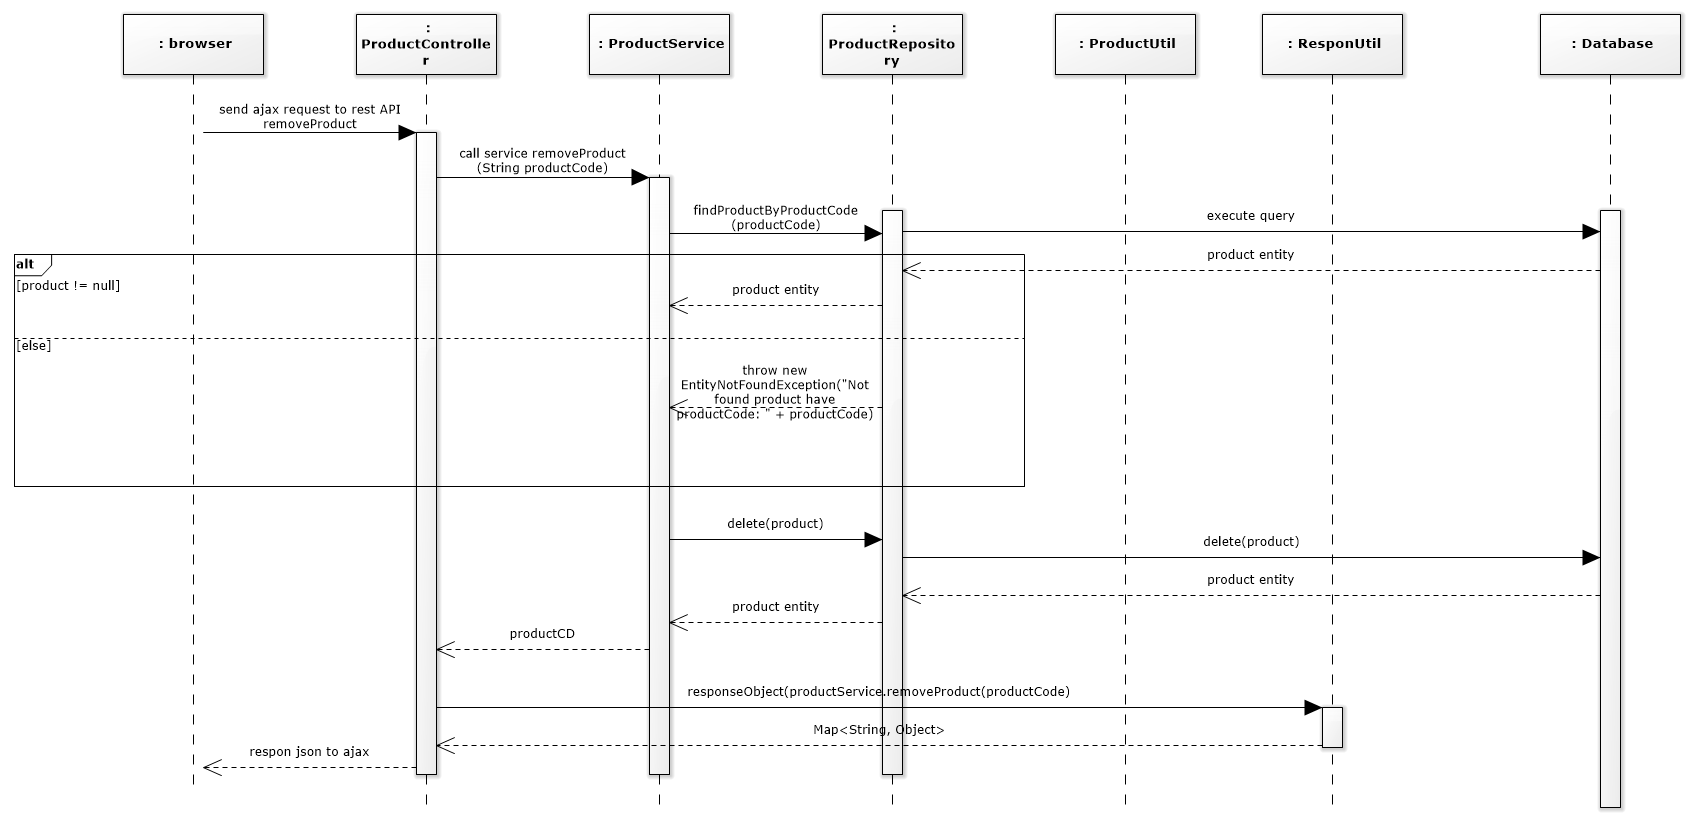 : browser
:
ProductControlle
r
: ProductService
:
ProductReposito
ry
: ProductUtil
: ResponUtil
: Database
send ajax request to rest API
removeProduct
call service removeProduct
(String productCode)
findProductByProductCode
(productCode)
execute query
product entity
alt
[product != null]
product entity
[else]
throw new
EntityNotFoundException("Not
found product have
productCode: " + productCode)
delete(product)
delete(product)
product entity
product entity
productCD
responseObject(productService.removeProduct(productCode)
Map<String, Object>
respon json to ajax